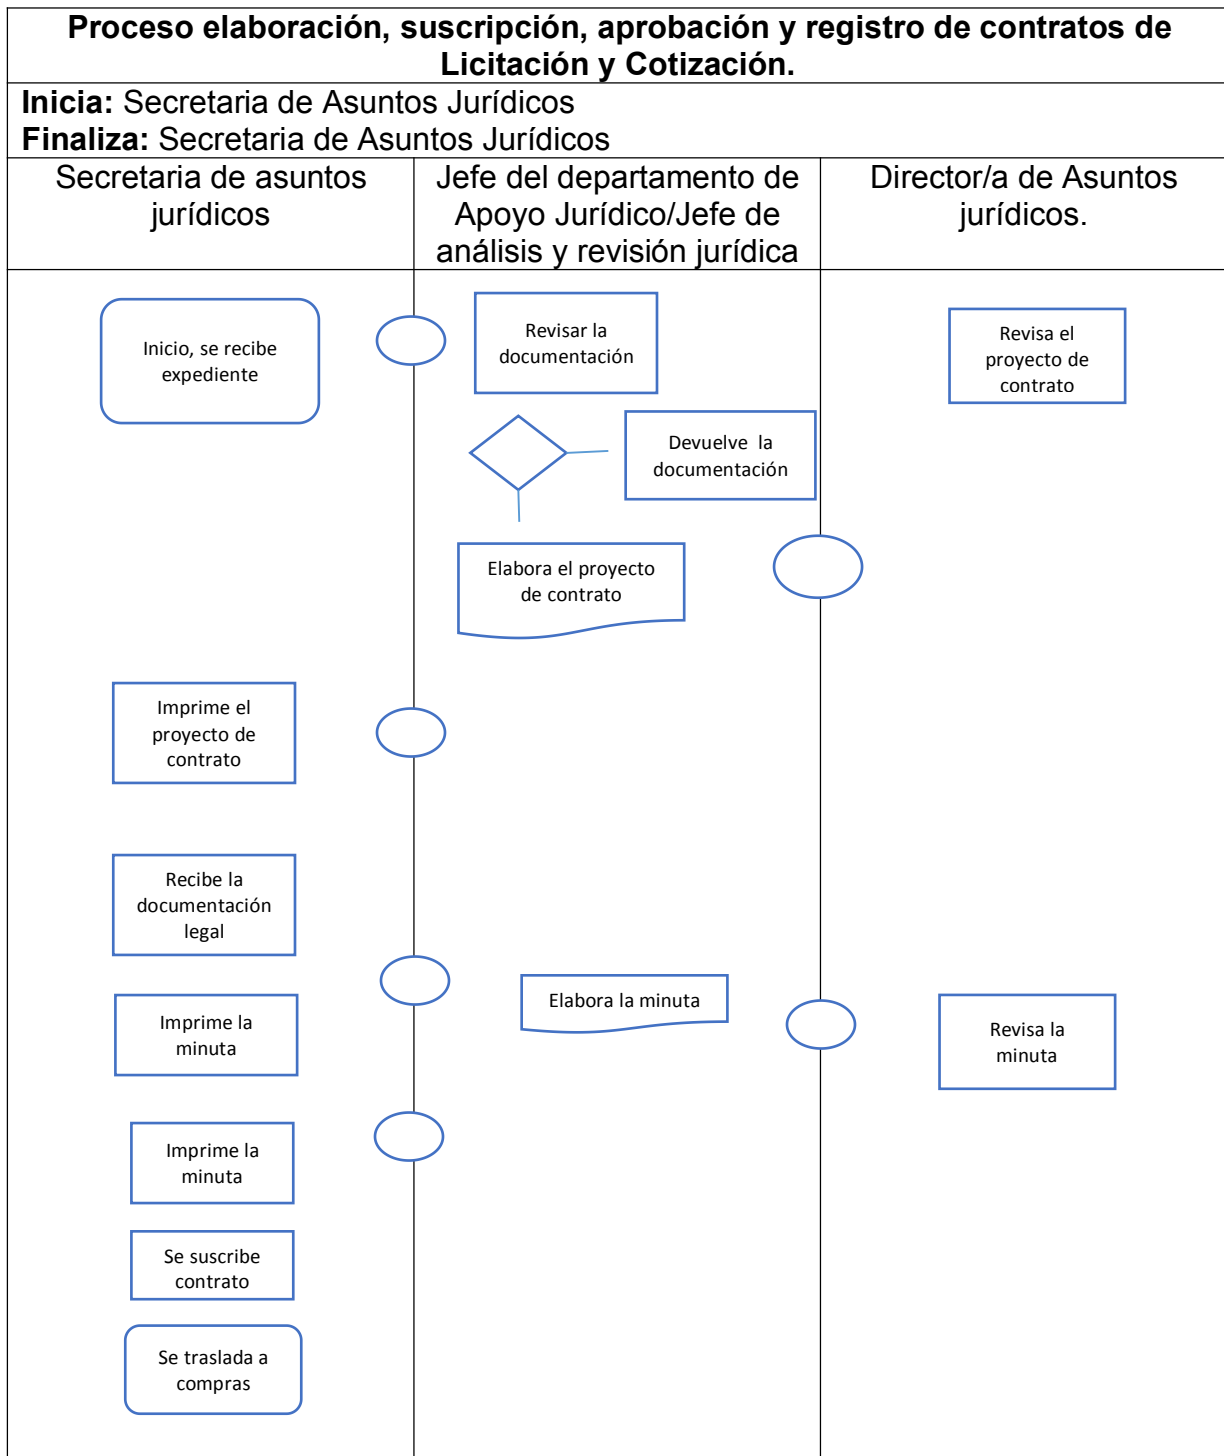 Proceso elaboración, suscripción, aprobación y registro de contratos de
Licitación y Cotización.
Inicia: Secretaria de Asuntos Jurídicos
Finaliza: Secretaria de Asuntos Jurídicos
Secretaria de asuntos
jurídicos
Jefe del departamento de
Apoyo Jurídico/Jefe de
análisis y revisión jurídica
Director/a de Asuntos
jurídicos.
Inicio, se recibe
expediente
Revisar la
documentación
Revisa el
proyecto de
contrato
Devuelve la
documentación
Elabora el proyecto
de contrato
Imprime el
proyecto de
contrato
Recibe la
documentación
legal
Elabora la minuta
Imprime la
minuta
Revisa la
minuta
Imprime la
minuta
Se suscribe
contrato
Se traslada a
compras